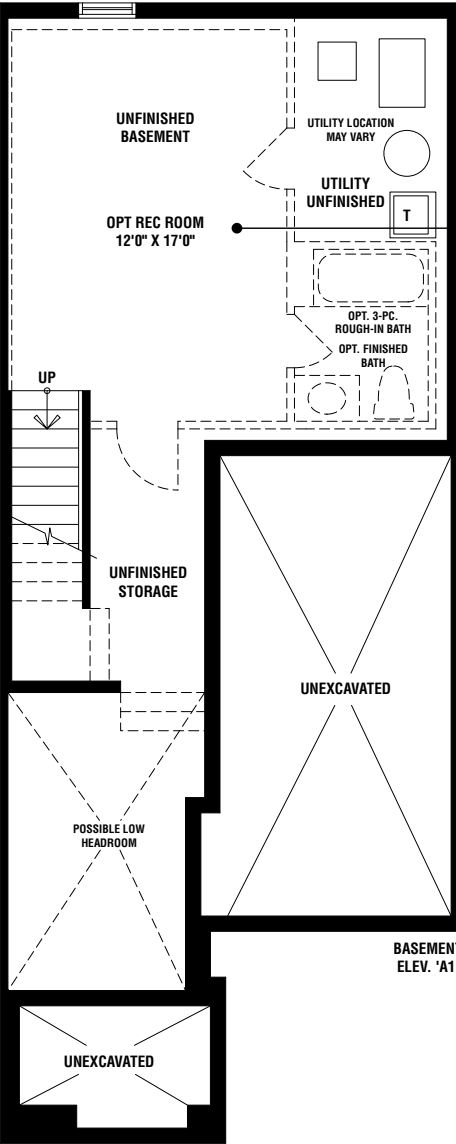 UNFINISHED
BASEMENT
UTILITY LOCATION
MAY VARY
UTILITY
UNFINISHED
T
OPT REC ROOM
12'0" X 17'0"
OPT. 3-PC.
ROUGH-IN BATH
OPT. FINISHED
BATH
UP
UNFINISHED
STORAGE
UNEXCAVATED
POSSIBLE LOW
HEADROOM
BASEMENT
ELEV. 'A1
UNEXCAVATED